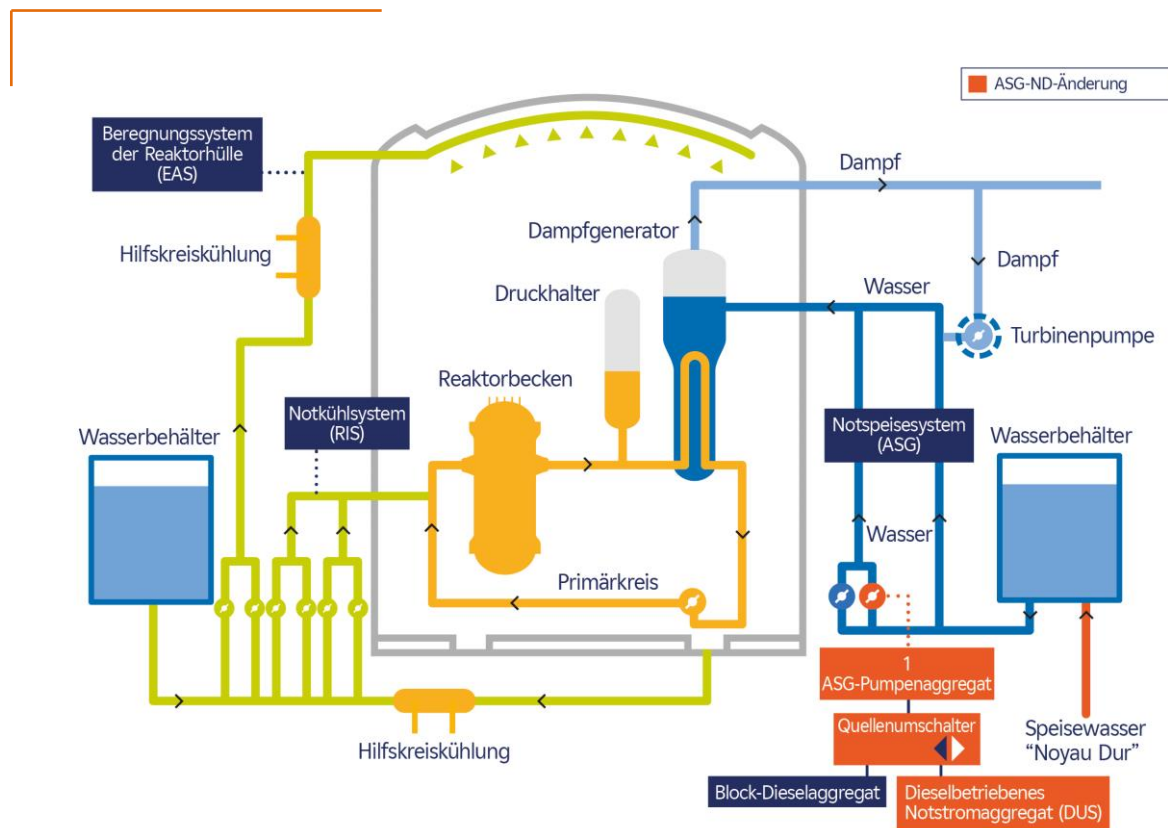 ASG-ND-Änderung
Beregnungssystem
der Reaktorhülle
(EAS)
Dampf
Hilfskreiskühlung
Dampfgenerator
Dampf
Druckhalter
Wasser
Turbinenpumpe
Reaktorbecken
Notkühlsystem
(RIS)
Wasserbehälter
Notspeisesystem
(ASG)
Wasserbehälter
Wasser
Primärkreis
1
ASG-Pumpenaggregat
Quellenumschalter
Speisewasser
“Noyau Dur”
Hilfskreiskühlung
Block-Dieselaggregat
Dieselbetriebenes
Notstromaggregat (DUS)